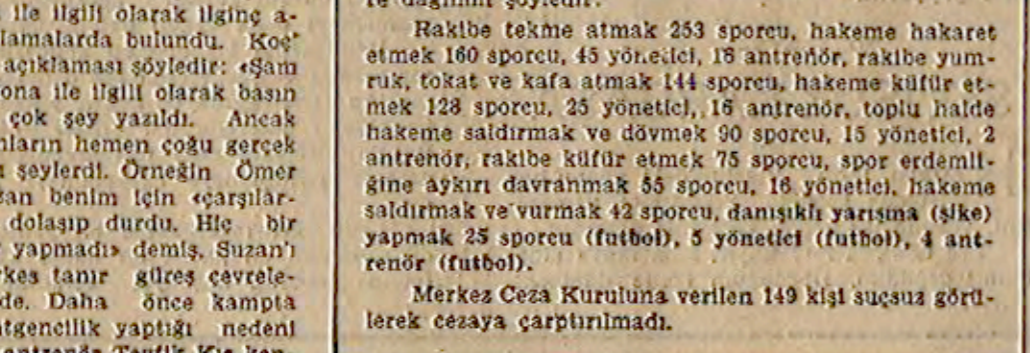 ile ilgili olarak ilginç a-
lamalarda bulundu. Koç'
açıklaması şöyledir: «Şam
ona ile ilgili olarak basın
çok şey yazıldı. Ancak
ların hemen çoğu gerçek
şeylerdi. Örneğin Ömer
benim için «çarşılar-
dolaşıp durdu. Hiç bir
yapmadı» demiş. Suzan'ı
kes tanır güreş çevrele-
de. Daha önce kampta
tgencilik yaptığı nedeni
Tevfik Kış
Rakibe tekme atmak 253 sporcu, hakeme hakaret
etmek 160 sporcu, 45 yönetici, 18 antrenör, rakibe yum-
ruk, tokat ve kafa atmak 144 sporcu, hakeme küfür et-
mek 128 sporcu, 25 yönetici, 16 antrenör, toplu halde
hakeme saldırmak ve dövmek 90 sporcu, 15 yönetici, 2
antrenör, rakibe küfür etmek 75 sporcu, spor erdemli-
ğine aykırı davranmak 55 sporcu, 16 yönetici, hakeme
saldırmak ve vurmak 42 sporcu, danışıklı yarışma (şike)
yapmak 25 sporcu (futbol), 5 yönetici (futbol), 4 ant-
renör (futbol).
Merkez Ceza Kuruluna verilen 149 kişi suçsuz görü-
lerek cezaya çarptırılmadı.